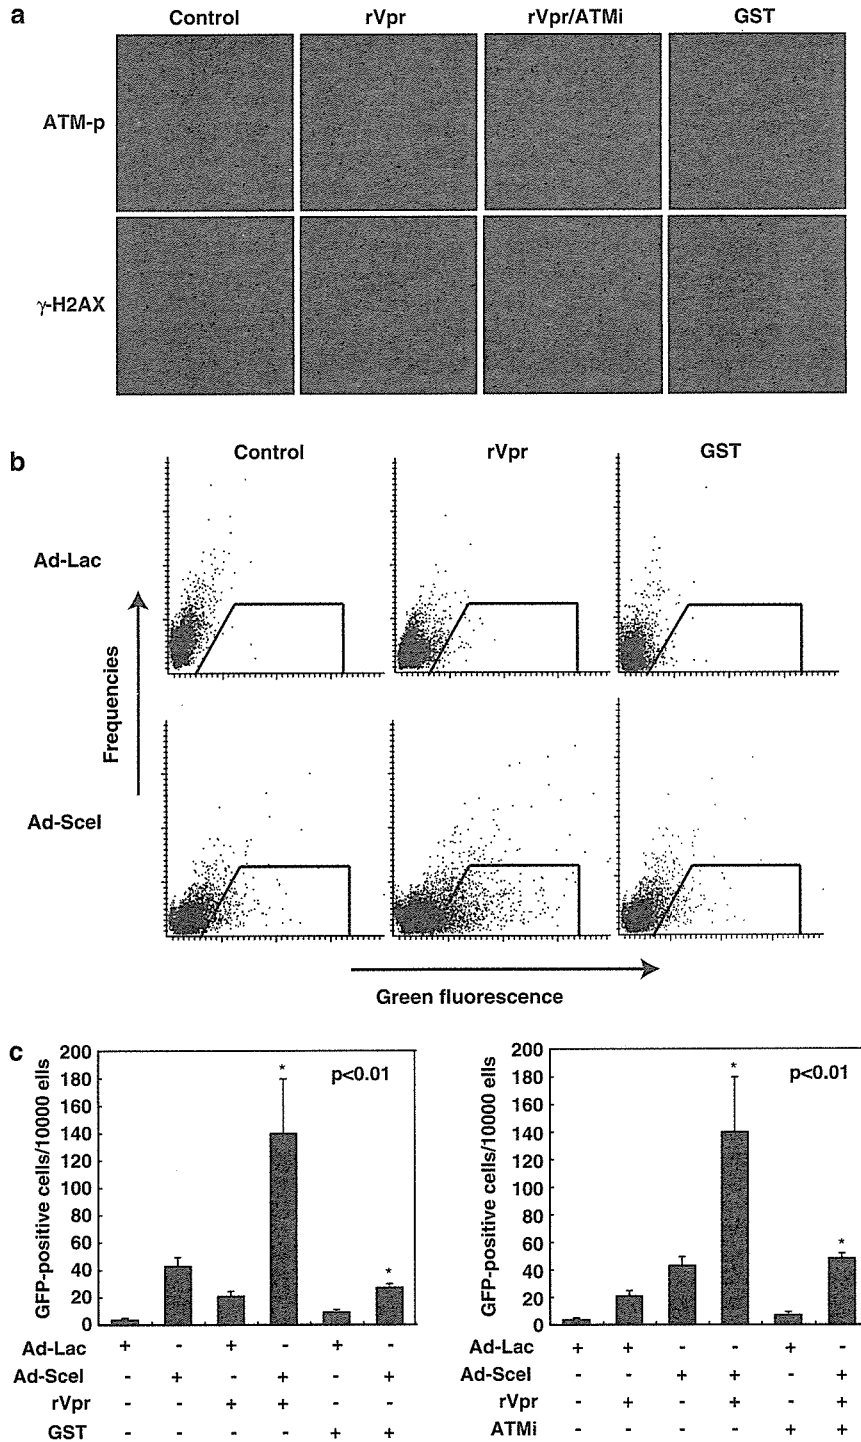 a
Control rVpr rVpr/ATMi GST
ATM-p
γ-H2AX
b
Control rVpr GST
Ad-Lac
Frequencies
Ad-SceI
Green fluorescence
c
GFP-positive cells/10000 ells
200
180
160
140
120
100
80
60
40
20
0
* *
p<0.01
Ad-Lac + - + - + -
Ad-SceI - + - + - +
rVpr - - + + - -
GST - - - - + +
GFP-positive cells/10000 ells
200
180
160
140
120
100
80
60
40
20
0
* *
p<0.01
Ad-Lac + + - - + -
Ad-SceI - - + + - +
rVpr - + - + - +
ATMi - - - - + +